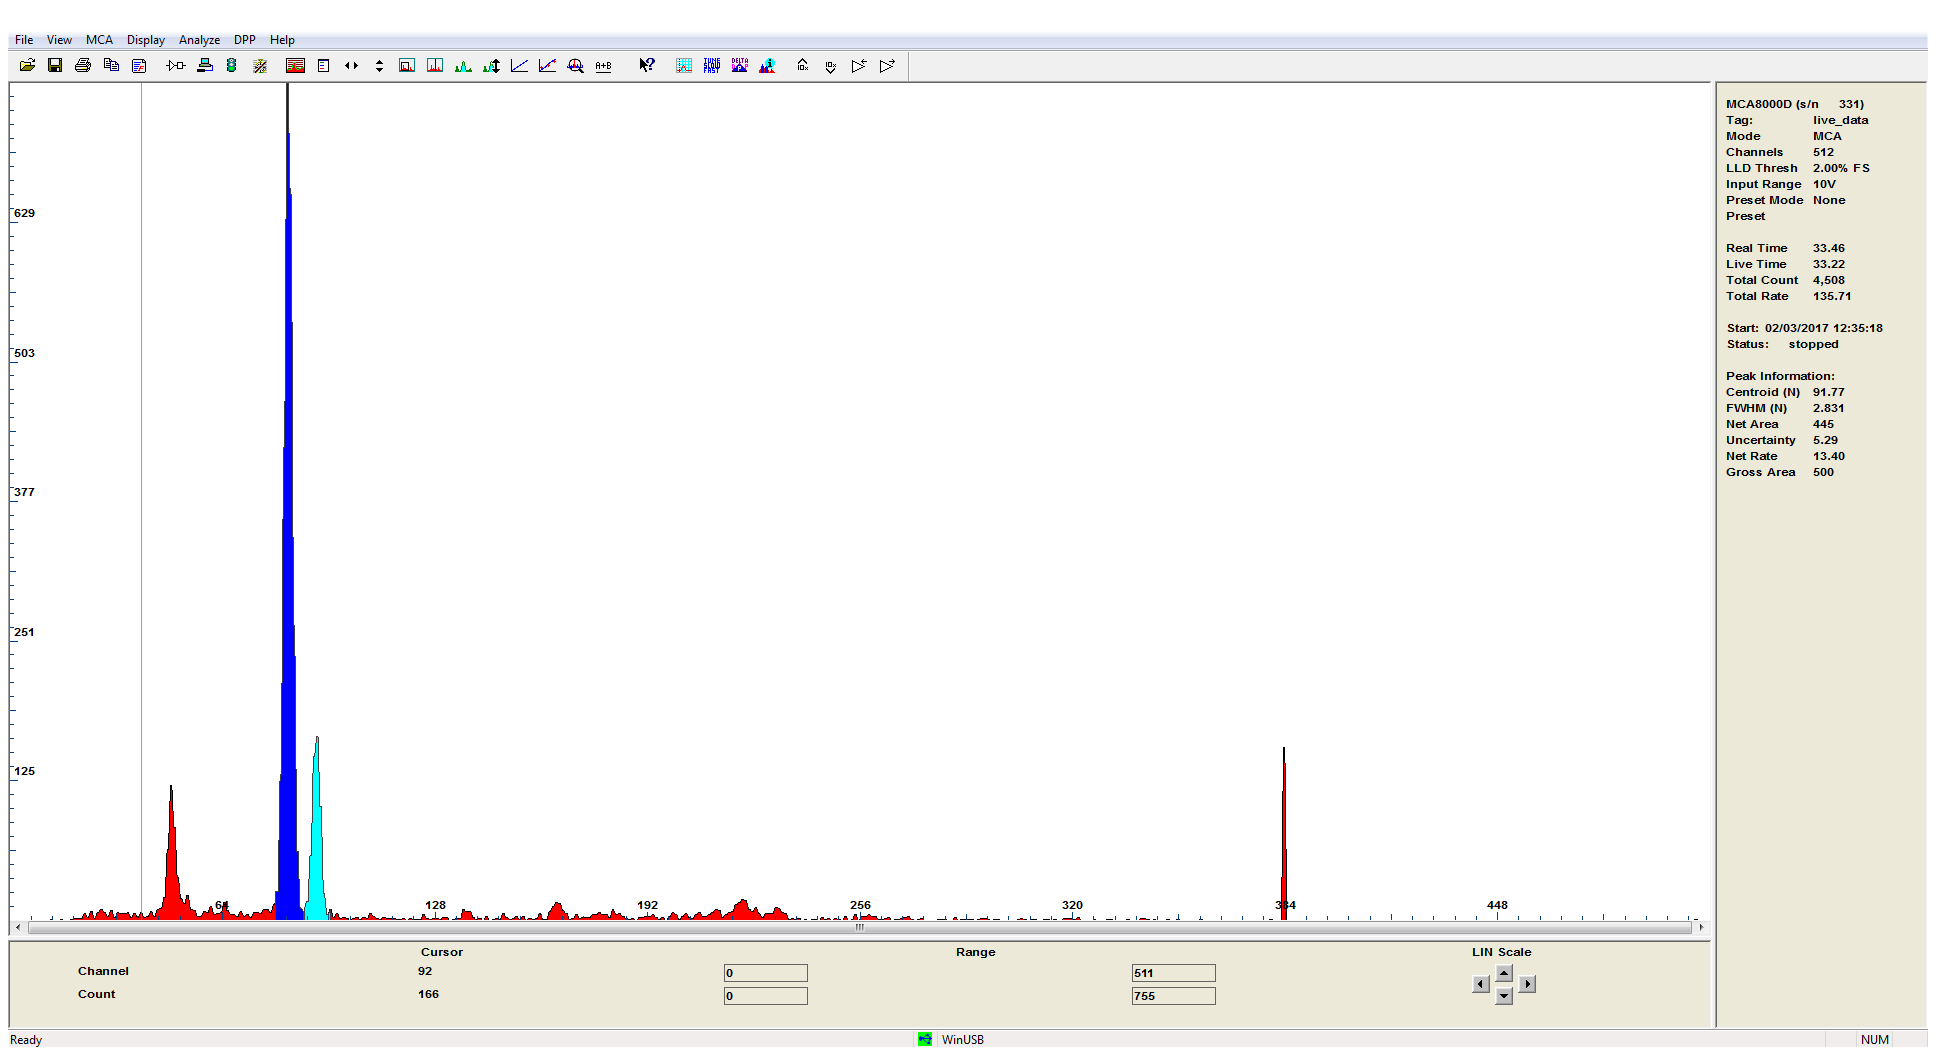 File View MCA Display Analyze DPP Help
A+B
629
503
377
251
125
64 128 192 256 320 384 448
MCA8000D (s/n 331)
Tag: live_data
Mode MCA
Channels 512
LLD Thresh 2.00% FS
Input Range 10V
Preset Mode None
Preset
Real Time 33.46
Live Time 33.22
Total Count 4,508
Total Rate 135.71
Start: 02/03/2017 12:35:18
Status: stopped
Peak Information:
Centroid (N) 91.77
FWHM (N) 2.831
Net Area 445
Uncertainty 5.29
Net Rate 13.40
Gross Area 500
Cursor Range LIN Scale
Channel 92 0 511
Count 166 0 755
Ready WinUSB NUM